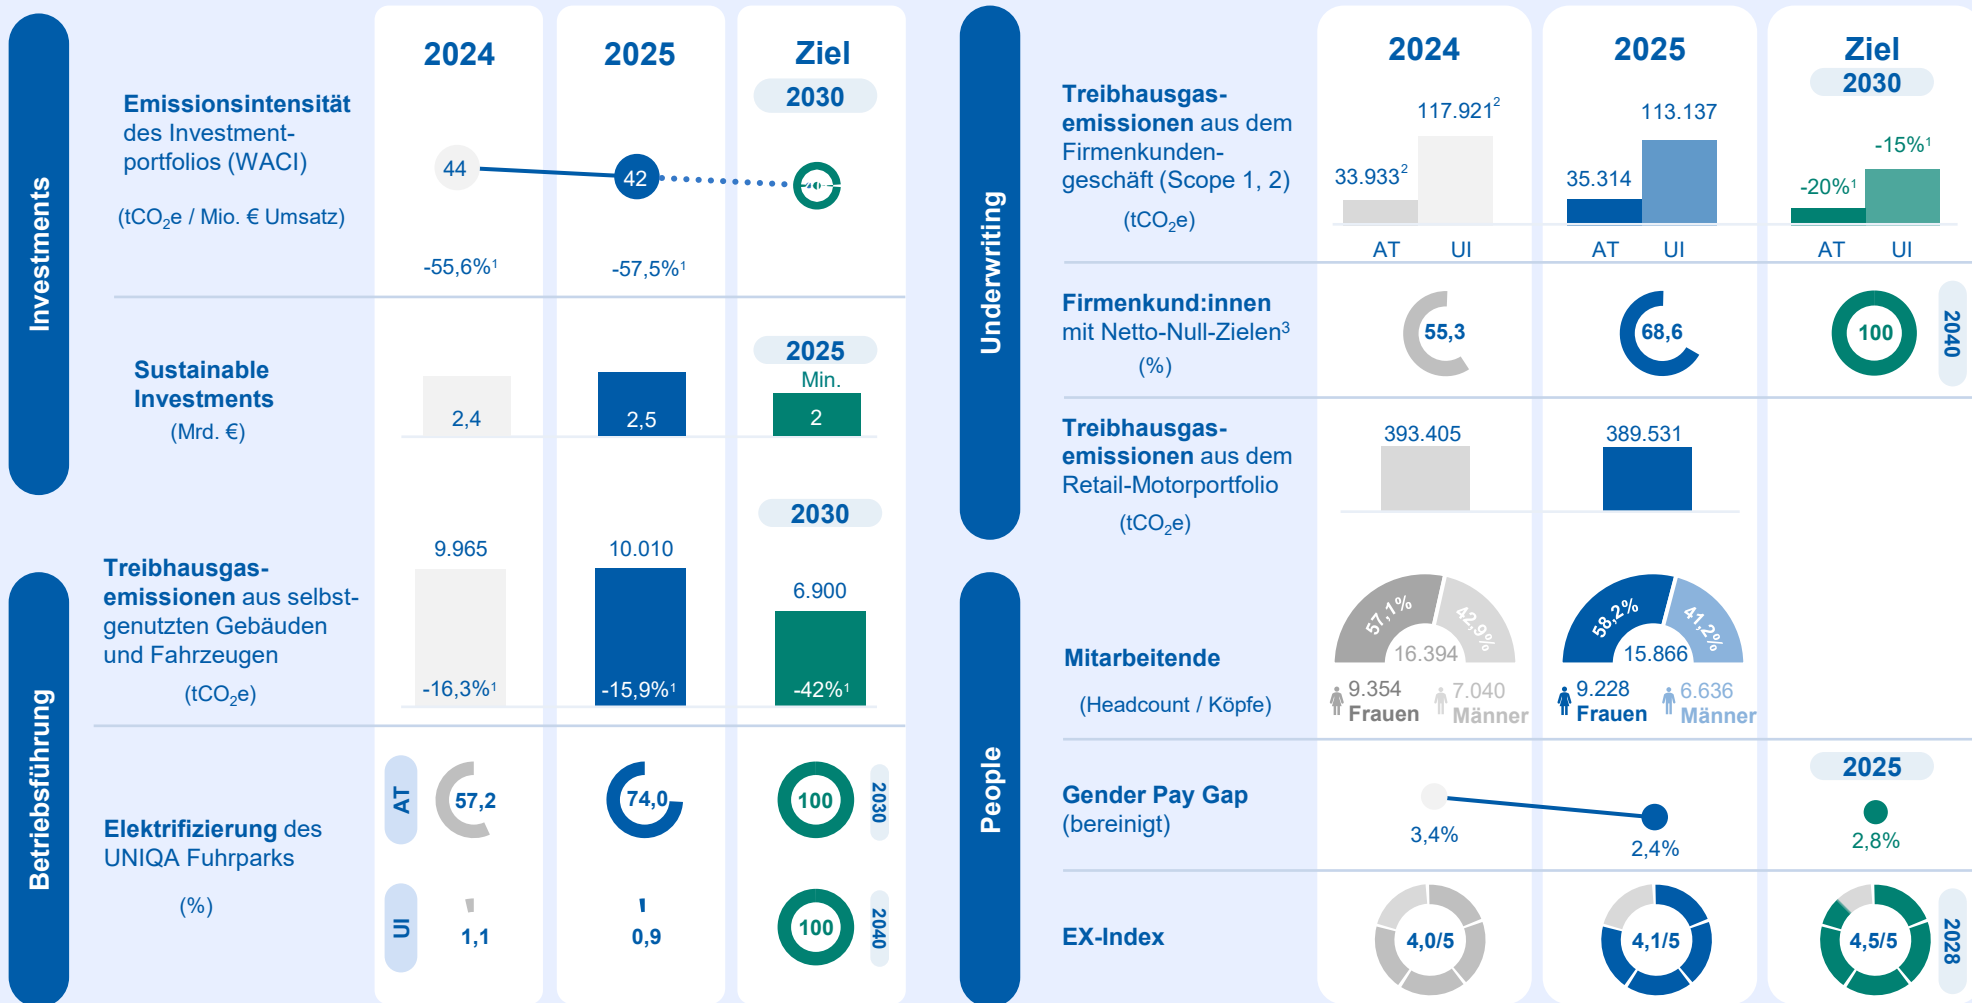 Investments
2024
2025
Ziel
2030
Emissionsintensität
des Investment-
portfolios (WACI)
(tCO₂e / Mio. € Umsatz)
44
42
-55,6%¹
-57,5%¹
Sustainable
Investments
(Mrd. €)
2,4
2,5
2025
Min.
2
Betriebsführung
2030
Treibhausgas-
emissionen aus selbst-
genutzten Gebäuden
und Fahrzeugen
(tCO₂e)
9.965
10.010
6.900
-16,3%¹
-15,9%¹
-42%¹
Elektrifizierung des
UNIQA Fuhrparks
(%)
AT
57,2
74,0
100
2030
UI
1,1
0,9
100
2040
Underwriting
2024
2025
Ziel
2030
Treibhausgas-
emissionen aus dem
Firmenkunden-
geschäft (Scope 1, 2)
(tCO₂e)
33.933²
117.921²
35.314
113.137
-20%¹
-15%¹
AT UI
AT UI
AT UI
Firmenkund:innen
mit Netto-Null-Zielen³
(%)
55,3
68,6
100
2040
Treibhausgas-
emissionen aus dem
Retail-Motorportfolio
(tCO₂e)
393.405
389.531
People
Mitarbeitende
(Headcount / Köpfe)
57,1%
42,9%
16.394
9.354
Frauen
7.040
Männer
58,2%
41,2%
15.866
9.228
Frauen
6.636
Männer
Gender Pay Gap
(bereinigt)
3,4%
2,4%
2025
2,8%
EX-Index
4,0/5
4,1/5
4,5/5
2028